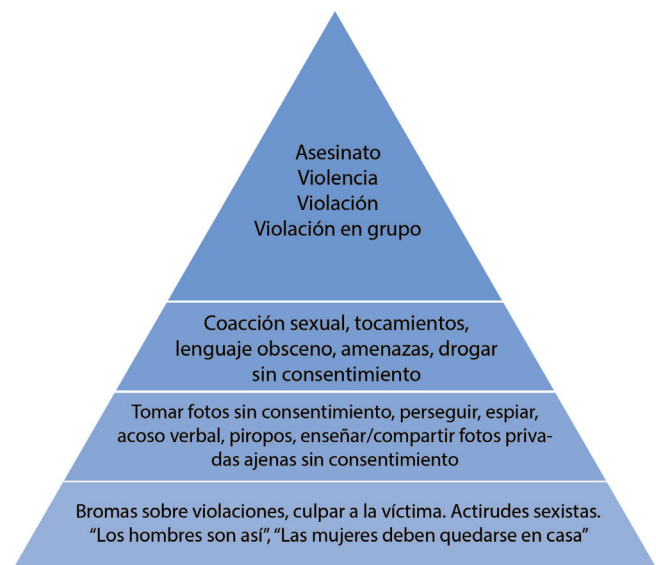 Asesinato
Violencia
Violación
Violación en grupo
Coacción sexual, tocamientos,
lenguaje obsceno, amenazas, drogar
sin consentimiento
Tomar fotos sin consentimiento, perseguir, espiar,
acoso verbal, piropos, enseñar/compartir fotos priva-
das ajenas sin consentimiento
Bromas sobre violaciones, culpar a la víctima. Actirudes sexistas.
“Los hombres son así”, “Las mujeres deben quedarse en casa”